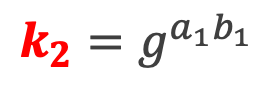 k₂ = g^{a₁b₁}